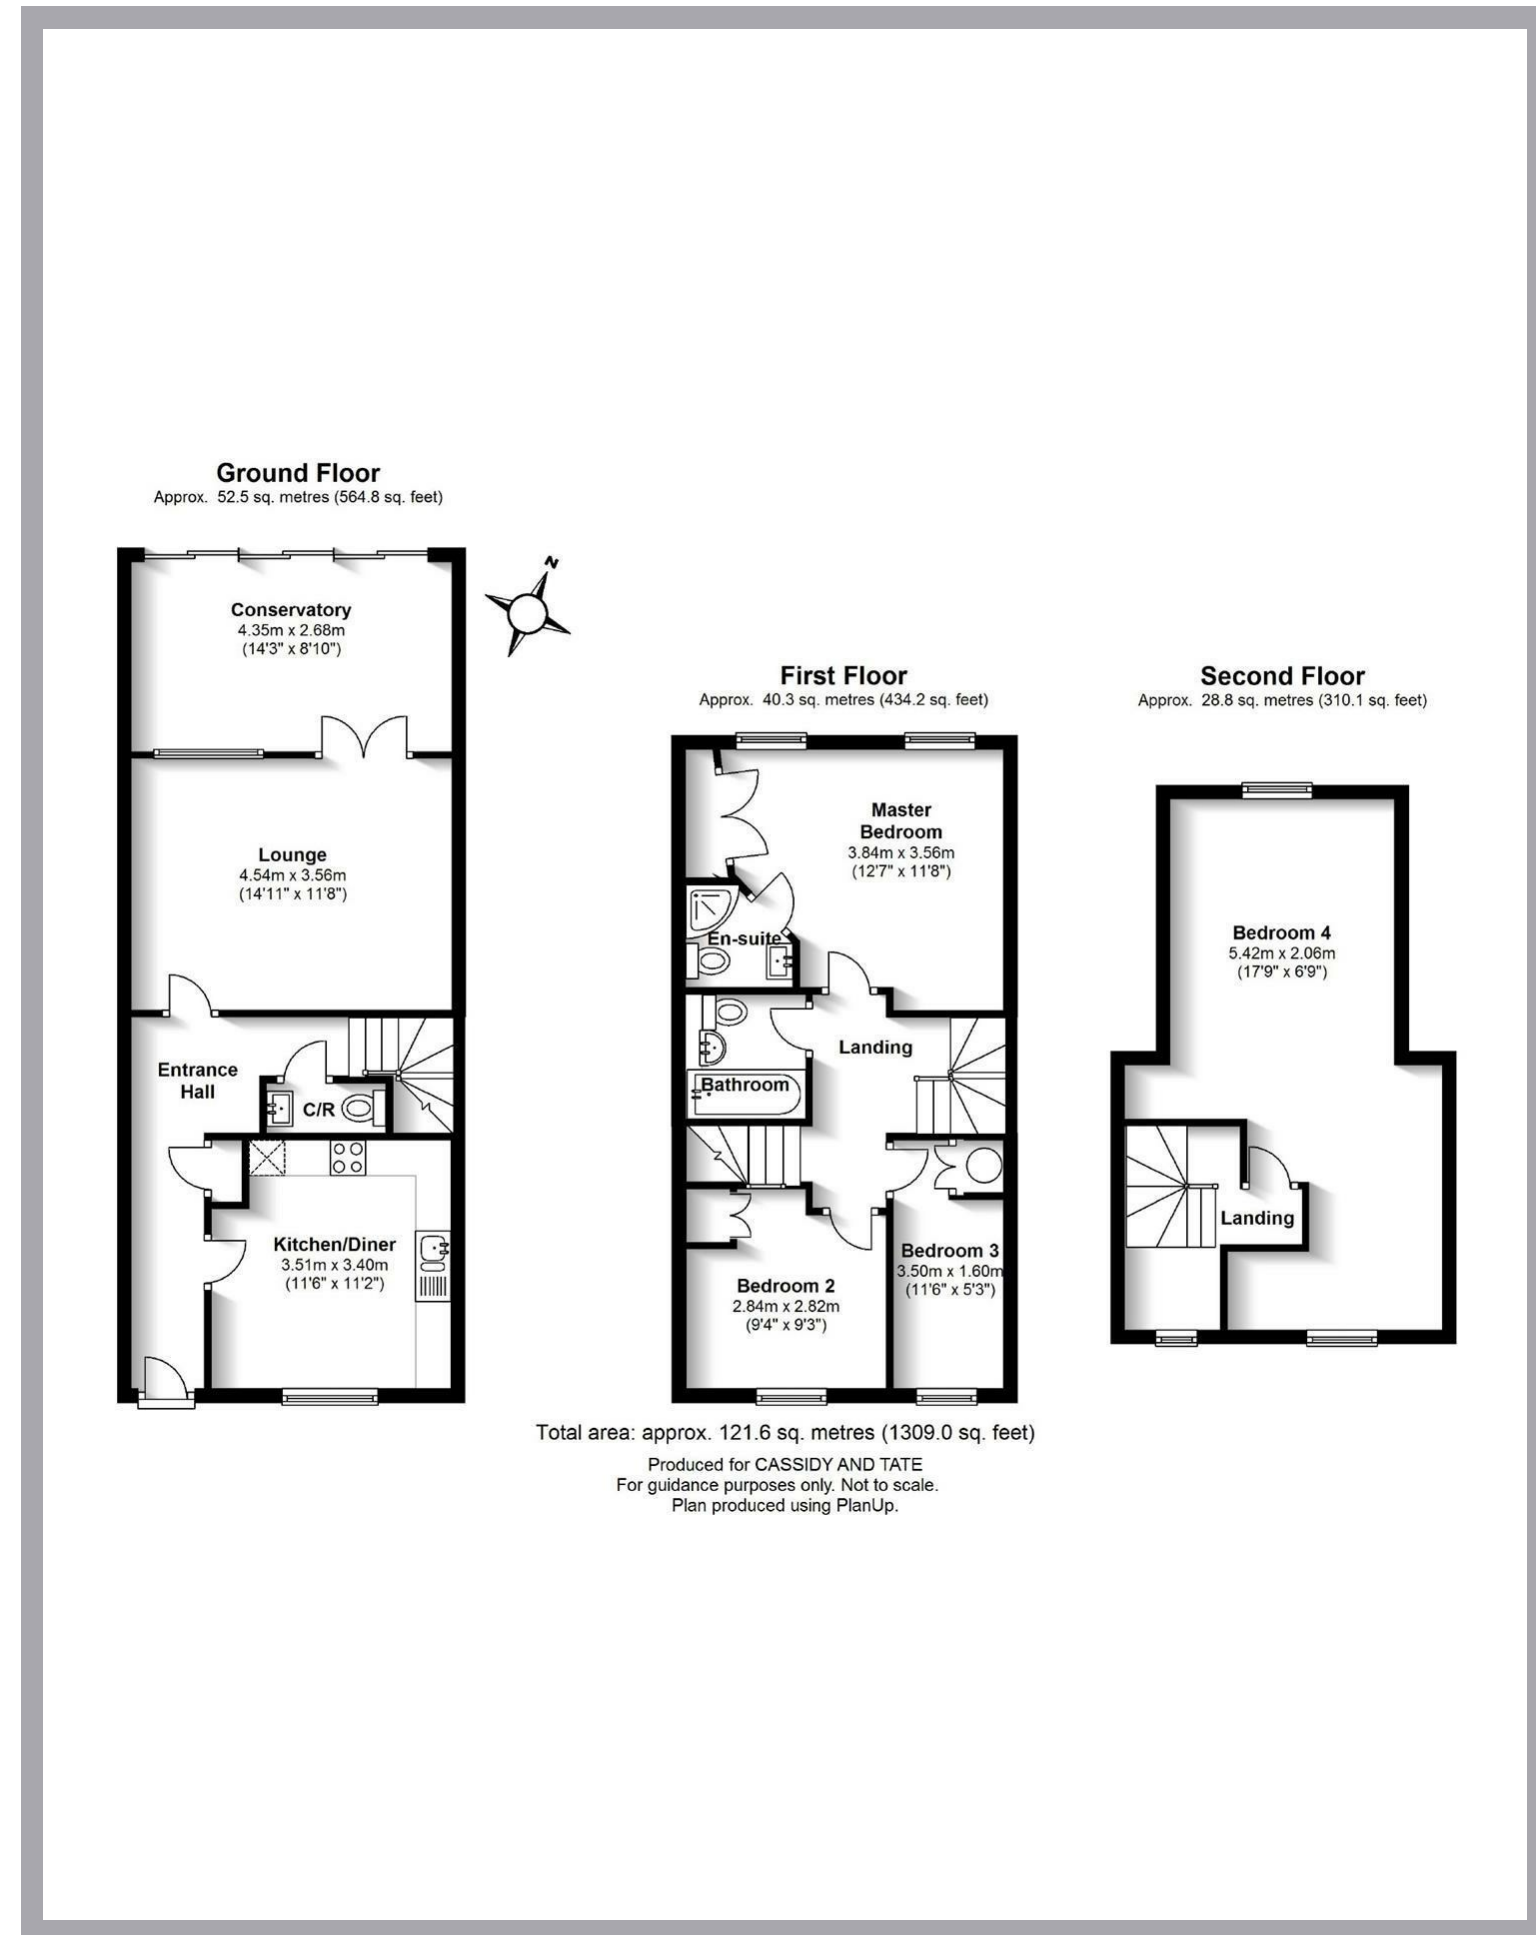 Ground Floor
Approx. 52.5 sq. metres (564.8 sq. feet)
N
Conservatory
4.35m x 2.68m
(14'3" x 8'10")
Lounge
4.54m x 3.56m
(14'11" x 11'8")
Entrance
Hall
C/R
Kitchen/Diner
3.51m x 3.40m
(11'6" x 11'2")
First Floor
Approx. 40.3 sq. metres (434.2 sq. feet)
Master
Bedroom
3.84m x 3.56m
(12'7" x 11'8")
En-suite
Landing
Bathroom
Bedroom 2
2.84m x 2.82m
(9'4" x 9'3")
Bedroom 3
3.50m x 1.60m
(11'6" x 5'3")
Second Floor
Approx. 28.8 sq. metres (310.1 sq. feet)
Bedroom 4
5.42m x 2.06m
(17'9" x 6'9")
Landing
Total area: approx. 121.6 sq. metres (1309.0 sq. feet)
Produced for CASSIDY AND TATE
For guidance purposes only. Not to scale.
Plan produced using PlanUp.